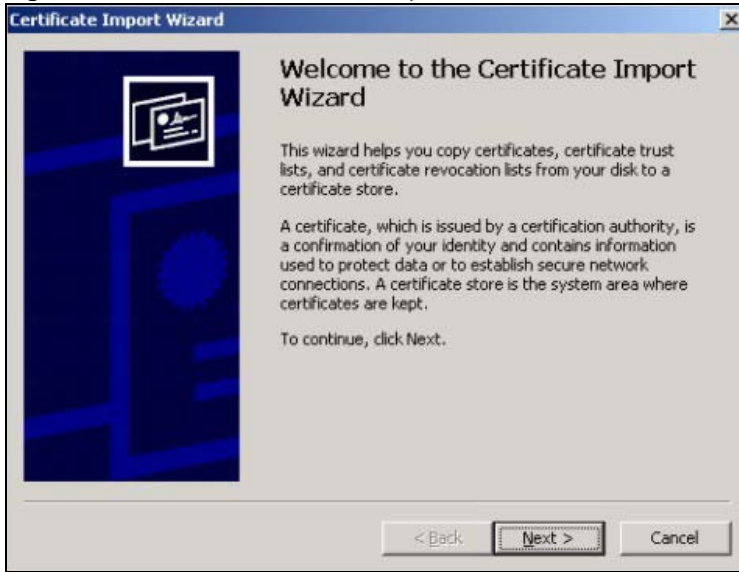 Certificate Import Wizard
Welcome to the Certificate Import
Wizard
This wizard helps you copy certificates, certificate trust
lists, and certificate revocation lists from your disk to a
certificate store.
A certificate, which is issued by a certification authority, is
a confirmation of your identity and contains information
used to protect data or to establish secure network
connections. A certificate store is the system area where
certificates are kept.
To continue, click Next.
< Back Next > Cancel